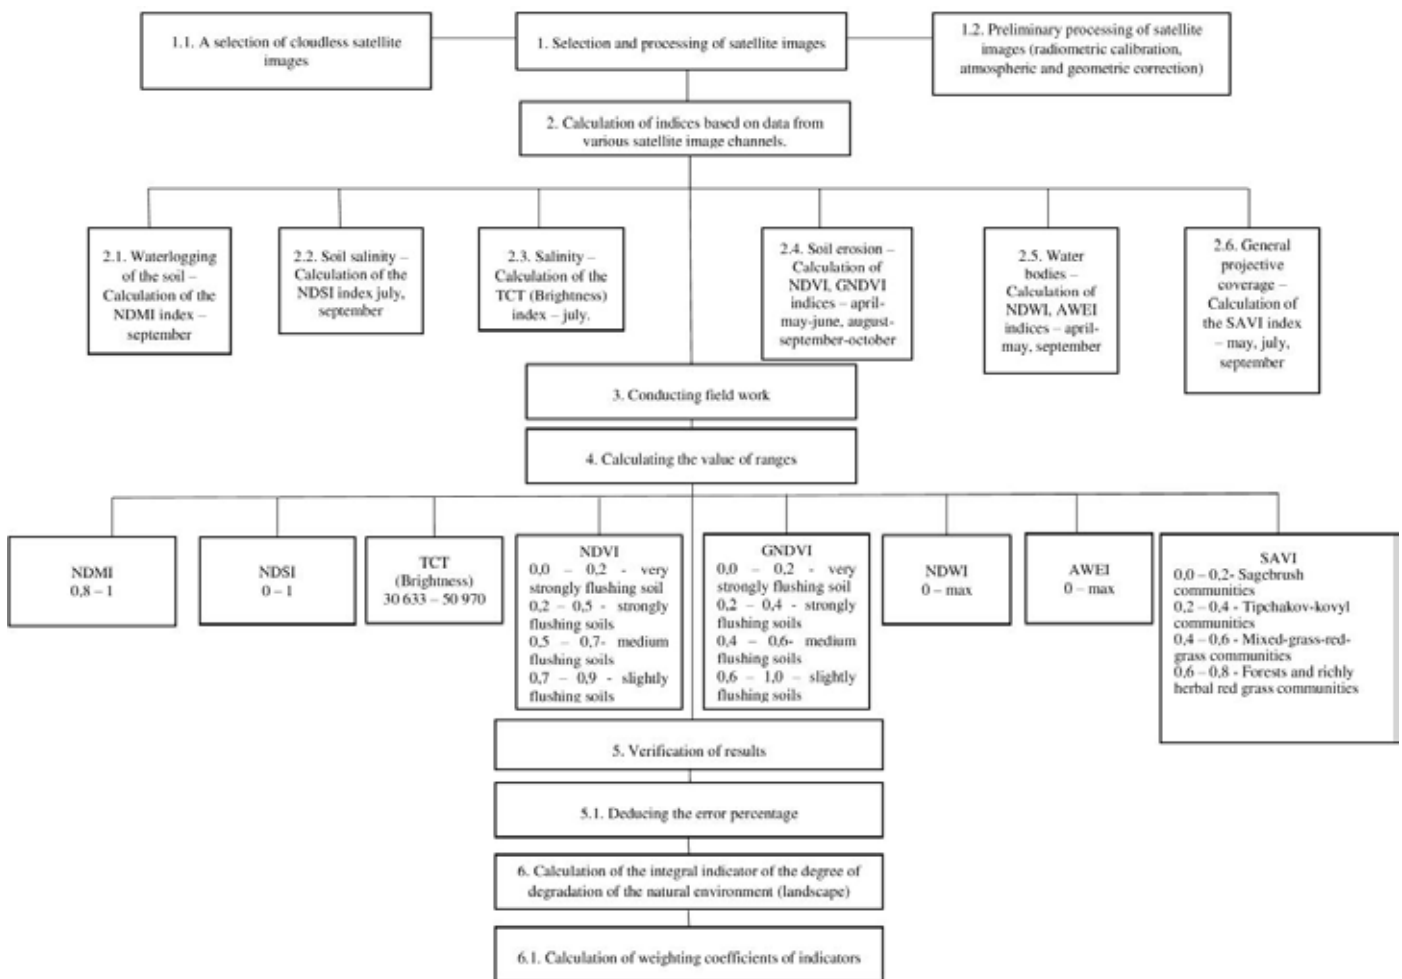 1.1. A selection of cloudless satellite
images
1. Selection and processing of satellite images
1.2. Preliminary processing of satellite
images (radiometric calibration,
atmospheric and geometric correction)
2. Calculation of indices based on data from
various satellite image channels.
2.1. Waterlogging
of the soil –
Calculation of the
NDMI index –
september
2.2. Soil salinity –
Calculation of the
NDSI index july,
september
2.3. Salinity –
Calculation of the
TCT (Brightness)
index – july.
2.4. Soil erosion –
Calculation of
NDVI, GNDVI
indices – april-
may-june, august-
september-october
2.5. Water
bodies –
Calculation of
NDWI, AWEI
indices – april-
may, september
2.6. General
projective
coverage –
Calculation of
the SAVI index
– may, july,
september
3. Conducting field work
4. Calculating the value of ranges
NDMI
0,8 – 1
NDSI
0 – 1
TCT
(Brightness)
30 633 – 50 970
NDVI
0,0 – 0,2 - very
strongly flushing soil
0,2 – 0,5 - strongly
flushing soils
0,5 – 0,7- medium
flushing soils
0,7 – 0,9 - slightly
flushing soils
GNDVI
0,0 – 0,2 - very
strongly flushing soil
0,2 – 0,4 - strongly
flushing soils
0,4 – 0,6- medium
flushing soils
0,6 – 1,0 – slightly
flushing soils
NDWI
0 – max
AWEI
0 – max
SAVI
0,0 – 0,2- Sagebrush
communities
0,2 – 0,4 - Tipchakov-kovyl
communities
0,4 – 0,6 - Mixed-grass-red-
grass communities
0,6 – 0,8 - Forests and richly
herbal red grass communities
5. Verification of results
5.1. Deducing the error percentage
6. Calculation of the integral indicator of the degree of
degradation of the natural environment (landscape)
6.1. Calculation of weighting coefficients of indicators